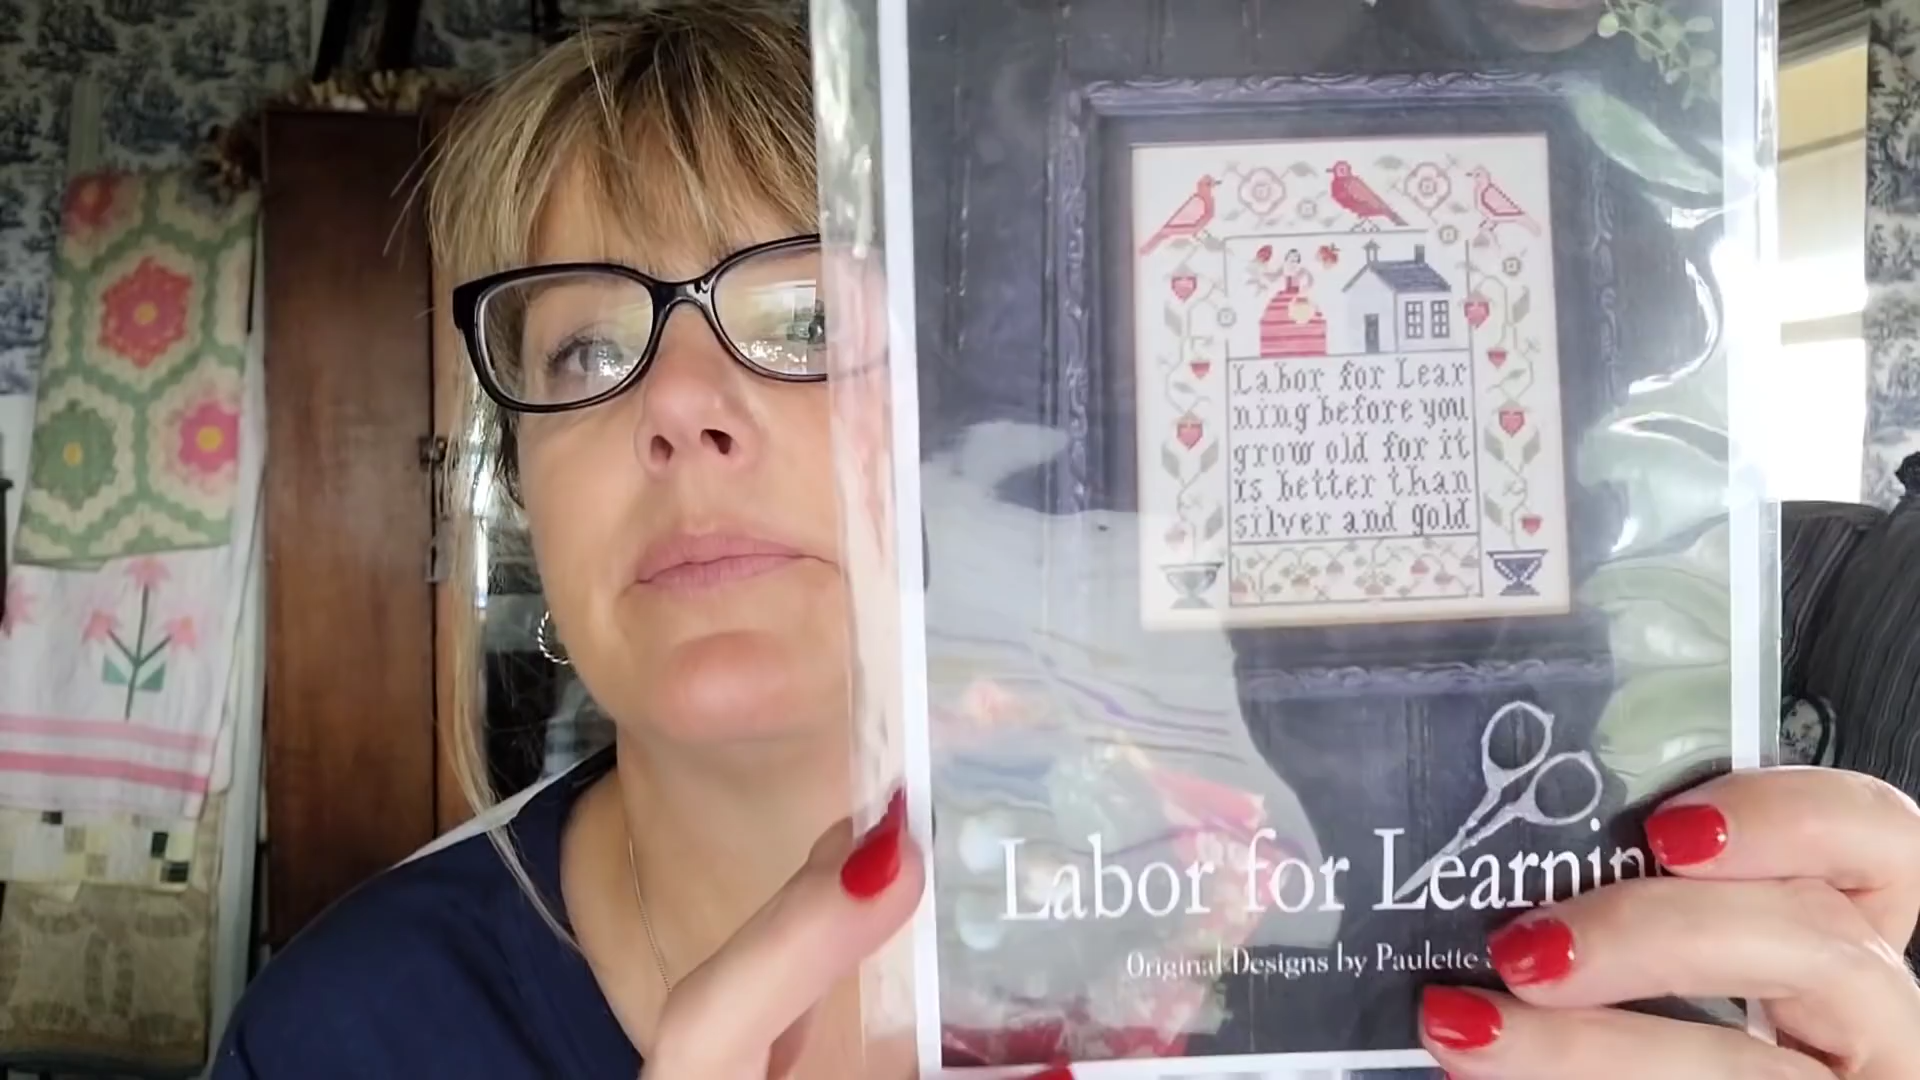 Labor for Lear
ning before you
grow old for it
is better than
silver and gold
Labor for Learnin
Original Designs by Paulette